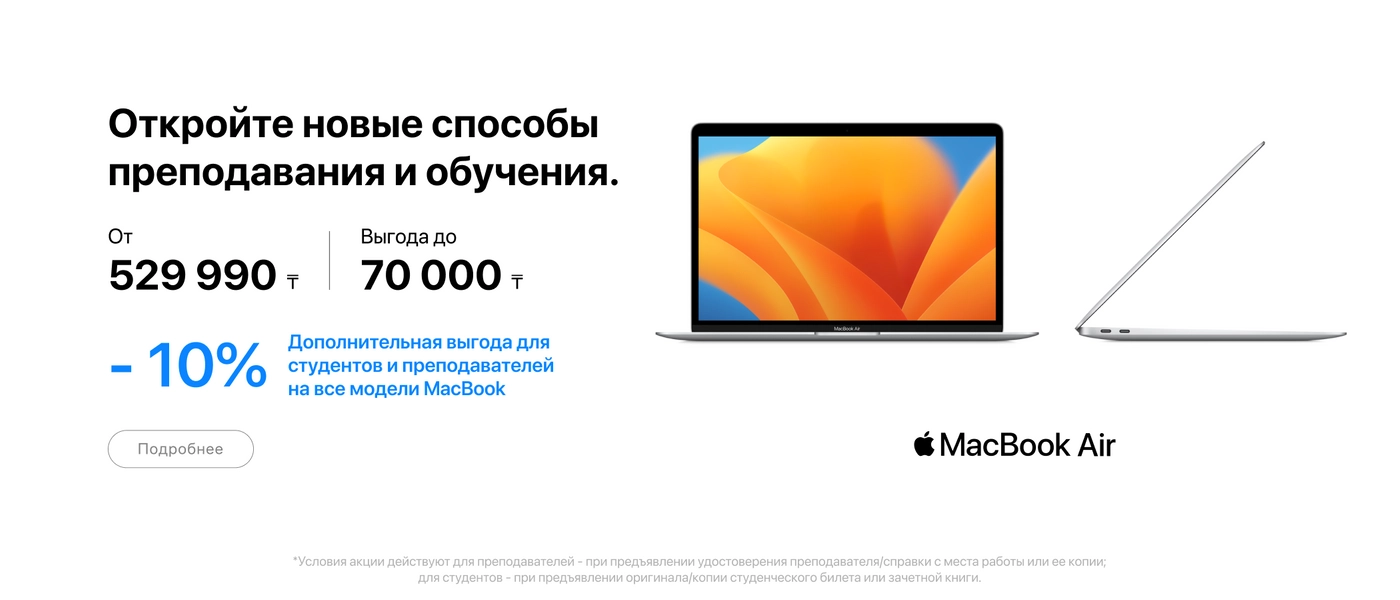 Откройте новые способы
преподавания и обучения.
От
529 990 ₸
Выгода до
70 000 ₸
- 10%
Дополнительная выгода для
студентов и преподавателей
на все модели MacBook
Подробнее
MacBook Air
MacBook Air
*Условия акции действуют для преподавателей - при предъявлении удостоверения преподавателя/справки с места работы или ее копии;
для студентов - при предъявлении оригинала/копии студенческого билета или зачетной книги.